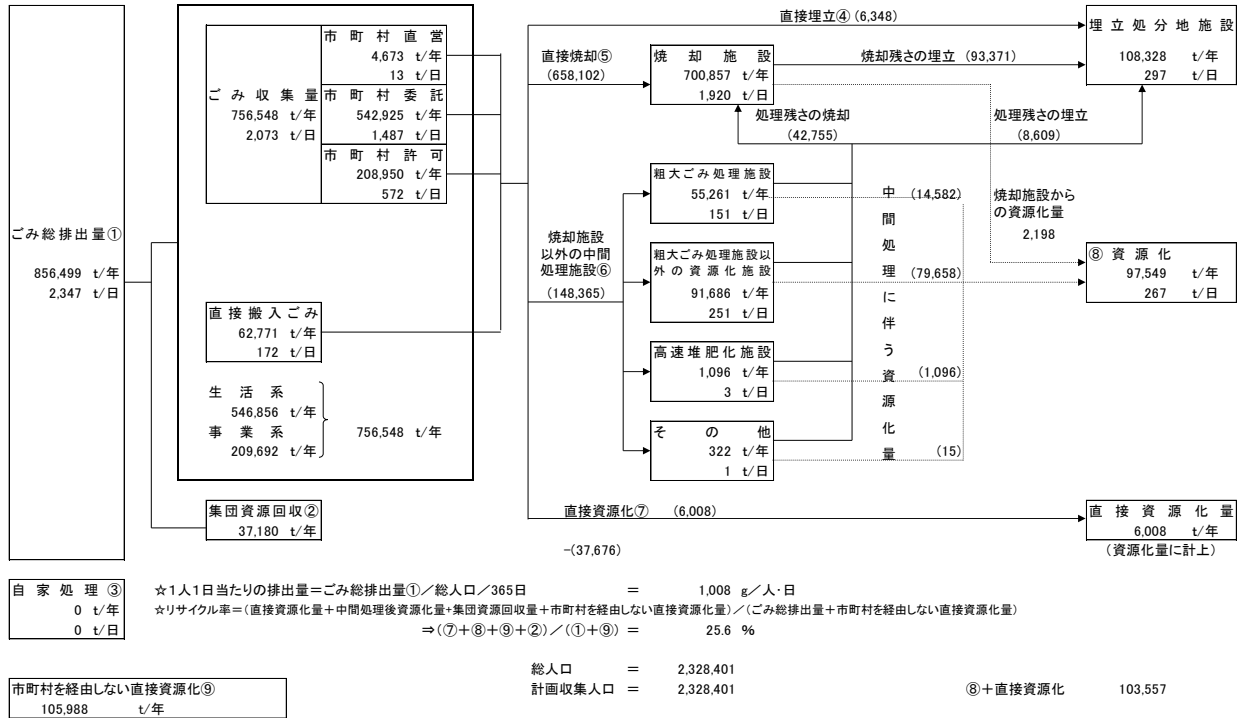 ごみ総排出量①
856,499 t/年
2,347 t/日
ごみ収集量
756,548 t/年
2,073 t/日
市町村直営
4,673 t/年
13 t/日
市町村委託
542,925 t/年
1,487 t/日
市町村許可
208,950 t/年
572 t/日
直接搬入ごみ
62,771 t/年
172 t/日
生活系
546,856 t/年
事業系
209,692 t/年
756,548 t/年
集団資源回収②
37,180 t/年
直接埋立④ (6,348)
直接焼却⑤
(658,102)
焼却施設
700,857 t/年
1,920 t/日
焼却残さの埋立 (93,371)
埋立処分地施設
108,328 t/年
297 t/日
処理残さの焼却
(42,755)
処理残さの埋立
(8,609)
焼却施設
以外の中間
処理施設⑥
(148,365)
粗大ごみ処理施設
55,261 t/年
151 t/日
粗大ごみ処理施設以
外の資源化施設
91,686 t/年
251 t/日
高速堆肥化施設
1,096 t/年
3 t/日
その他
322 t/年
1 t/日
中間処理に伴う資源化量
(14,582)
(79,658)
(1,096)
(15)
焼却施設から
の資源化量
2,198
⑧ 資源化
97,549 t/年
267 t/日
直接資源化⑦ (6,008)
直接資源化量
6,008 t/年
(資源化量に計上)
-(37,676)
自家処理③
0 t/年
0 t/日
☆1人1日当たりの排出量=ごみ総排出量①/総人口/365日 = 1,008 g/人・日
☆リサイクル率=(直接資源化量+中間処理後資源化量+集団資源回収量+市町村を経由しない直接資源化量)/(ごみ総排出量+市町村を経由しない直接資源化量)
⇒(⑦+⑧+⑨+②)/(①+⑨) = 25.6 %
総人口 = 2,328,401
計画収集人口 = 2,328,401
⑧+直接資源化 103,557
市町村を経由しない直接資源化⑨
105,988 t/年